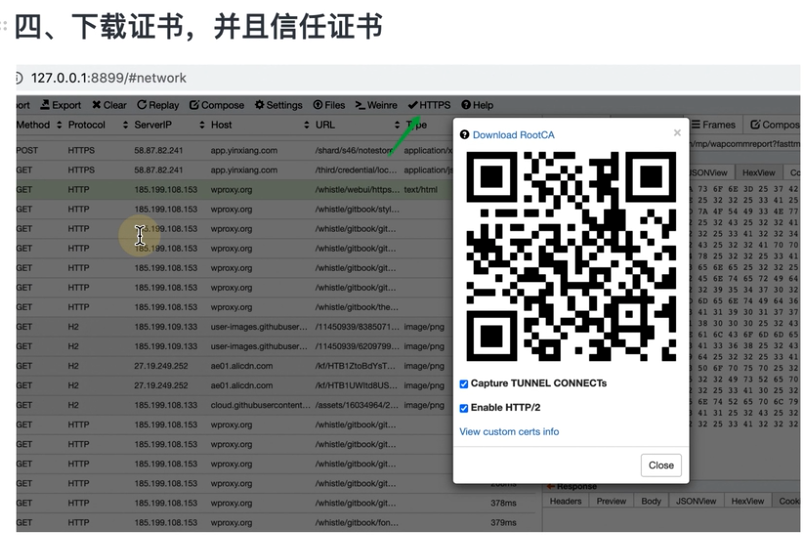 四、下载证书，并且信任证书
127.0.0.1:8899/#network
ort Export Clear Replay Compose Settings Files Weinre HTTPS Help
Method Protocol ServerIP Host URL Type
Frames Compos
POST HTTPS 58.87.82.241 app.yinxiang.com /shard/s46/notestor... application/x
GET HTTPS 58.87.82.241 app.yinxiang.com /third/credential/loc... application/js
GET HTTP 185.199.108.153 wproxy.org /whistle/webui/https... text/html
GET HTTP 185.199.108.153 wproxy.org /whistle/gitbook/styl...
GET HTTP 185.199.108.153 wproxy.org /whistle/gitbook/git...
GET HTTP 185.199.108.153 wproxy.org /whistle/gitbook/git...
GET HTTP 185.199.108.153 wproxy.org /whistle/gitbook/git...
GET HTTP 185.199.108.153 wproxy.org /whistle/gitbook/git...
GET HTTP 185.199.108.153 wproxy.org /whistle/gitbook/the...
GET H2 185.199.109.133 user-images.githubuser... /11450939/8385071... image/png
GET H2 185.199.109.133 user-images.githubuser... /11450939/6209799... image/png
GET H2 27.19.249.252 ae01.alicdn.com /kf/HTB1ZtoBdYsT... image/png
GET H2 27.19.249.252 ae01.alicdn.com /kf/HTB1UWltd8US... image/png
GET H2 185.199.108.133 cloud.githubusercontent... /assets/16034964/2... image/png
GET HTTP 185.199.108.153 wproxy.org /whistle/gitbook/git...
GET HTTP 185.199.108.153 wproxy.org /whistle/gitbook/git...
GET HTTP 185.199.108.153 wproxy.org /whistle/gitbook/git...
GET HTTP 185.199.108.153 wproxy.org /whistle/gitbook/git...
GET HTTP 185.199.108.153 wproxy.org /whistle/gitbook/git... 378ms
GET HTTP 185.199.108.153 wproxy.org /whistle/gitbook/fon... 379ms
Download RootCA ×
Capture TUNNEL CONNECTs
Enable HTTP/2
View custom certs info
Close
s/mp/wapcommreport?fasttm
JSONView HexView Co
Response
Headers Preview Body JSONView HexView Cook